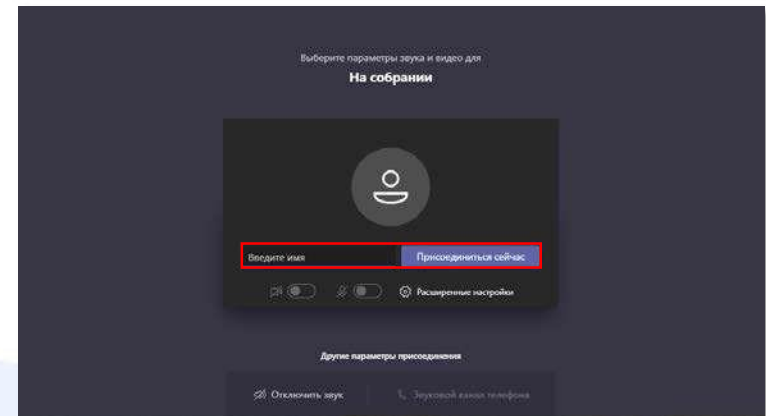 Выберите параметры звука и видео для
На собрании
Введите имя
Присоединиться сейчас
Расширенные настройки
Другие параметры присоединения
Отключить звук
Звуковой канал телефона